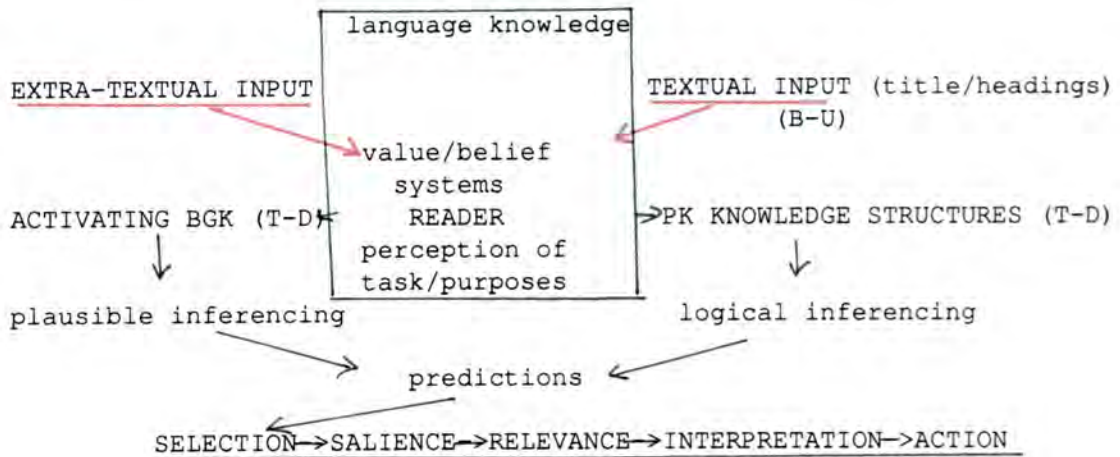 language knowledge
EXTRA-TEXTUAL INPUT
TEXTUAL INPUT (title/headings)
(B-U)
value/belief
systems
ACTIVATING BGK (T-D)
READER
PK KNOWLEDGE STRUCTURES (T-D)
perception of
task/purposes
plausible inferencing
logical inferencing
predictions
SELECTION→SALIENCE→RELEVANCE→INTERPRETATION→ACTION